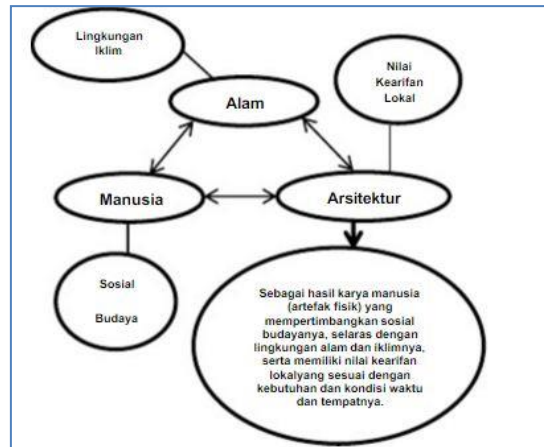 Lingkungan
Iklim
Nilai
Kearifan
Lokal
Alam
Manusia
Arsitektur
Sosial
Budaya
Sebagai hasil karya manusia
(artefak fisik) yang
mempertimbangkan sosial
budayanya, selaras dengan
lingkungan alam dan iklimnya,
serta memiliki nilai kearifan
lokalyang sesuai dengan
kebutuhan dan kondisi waktu
dan tempatnya.